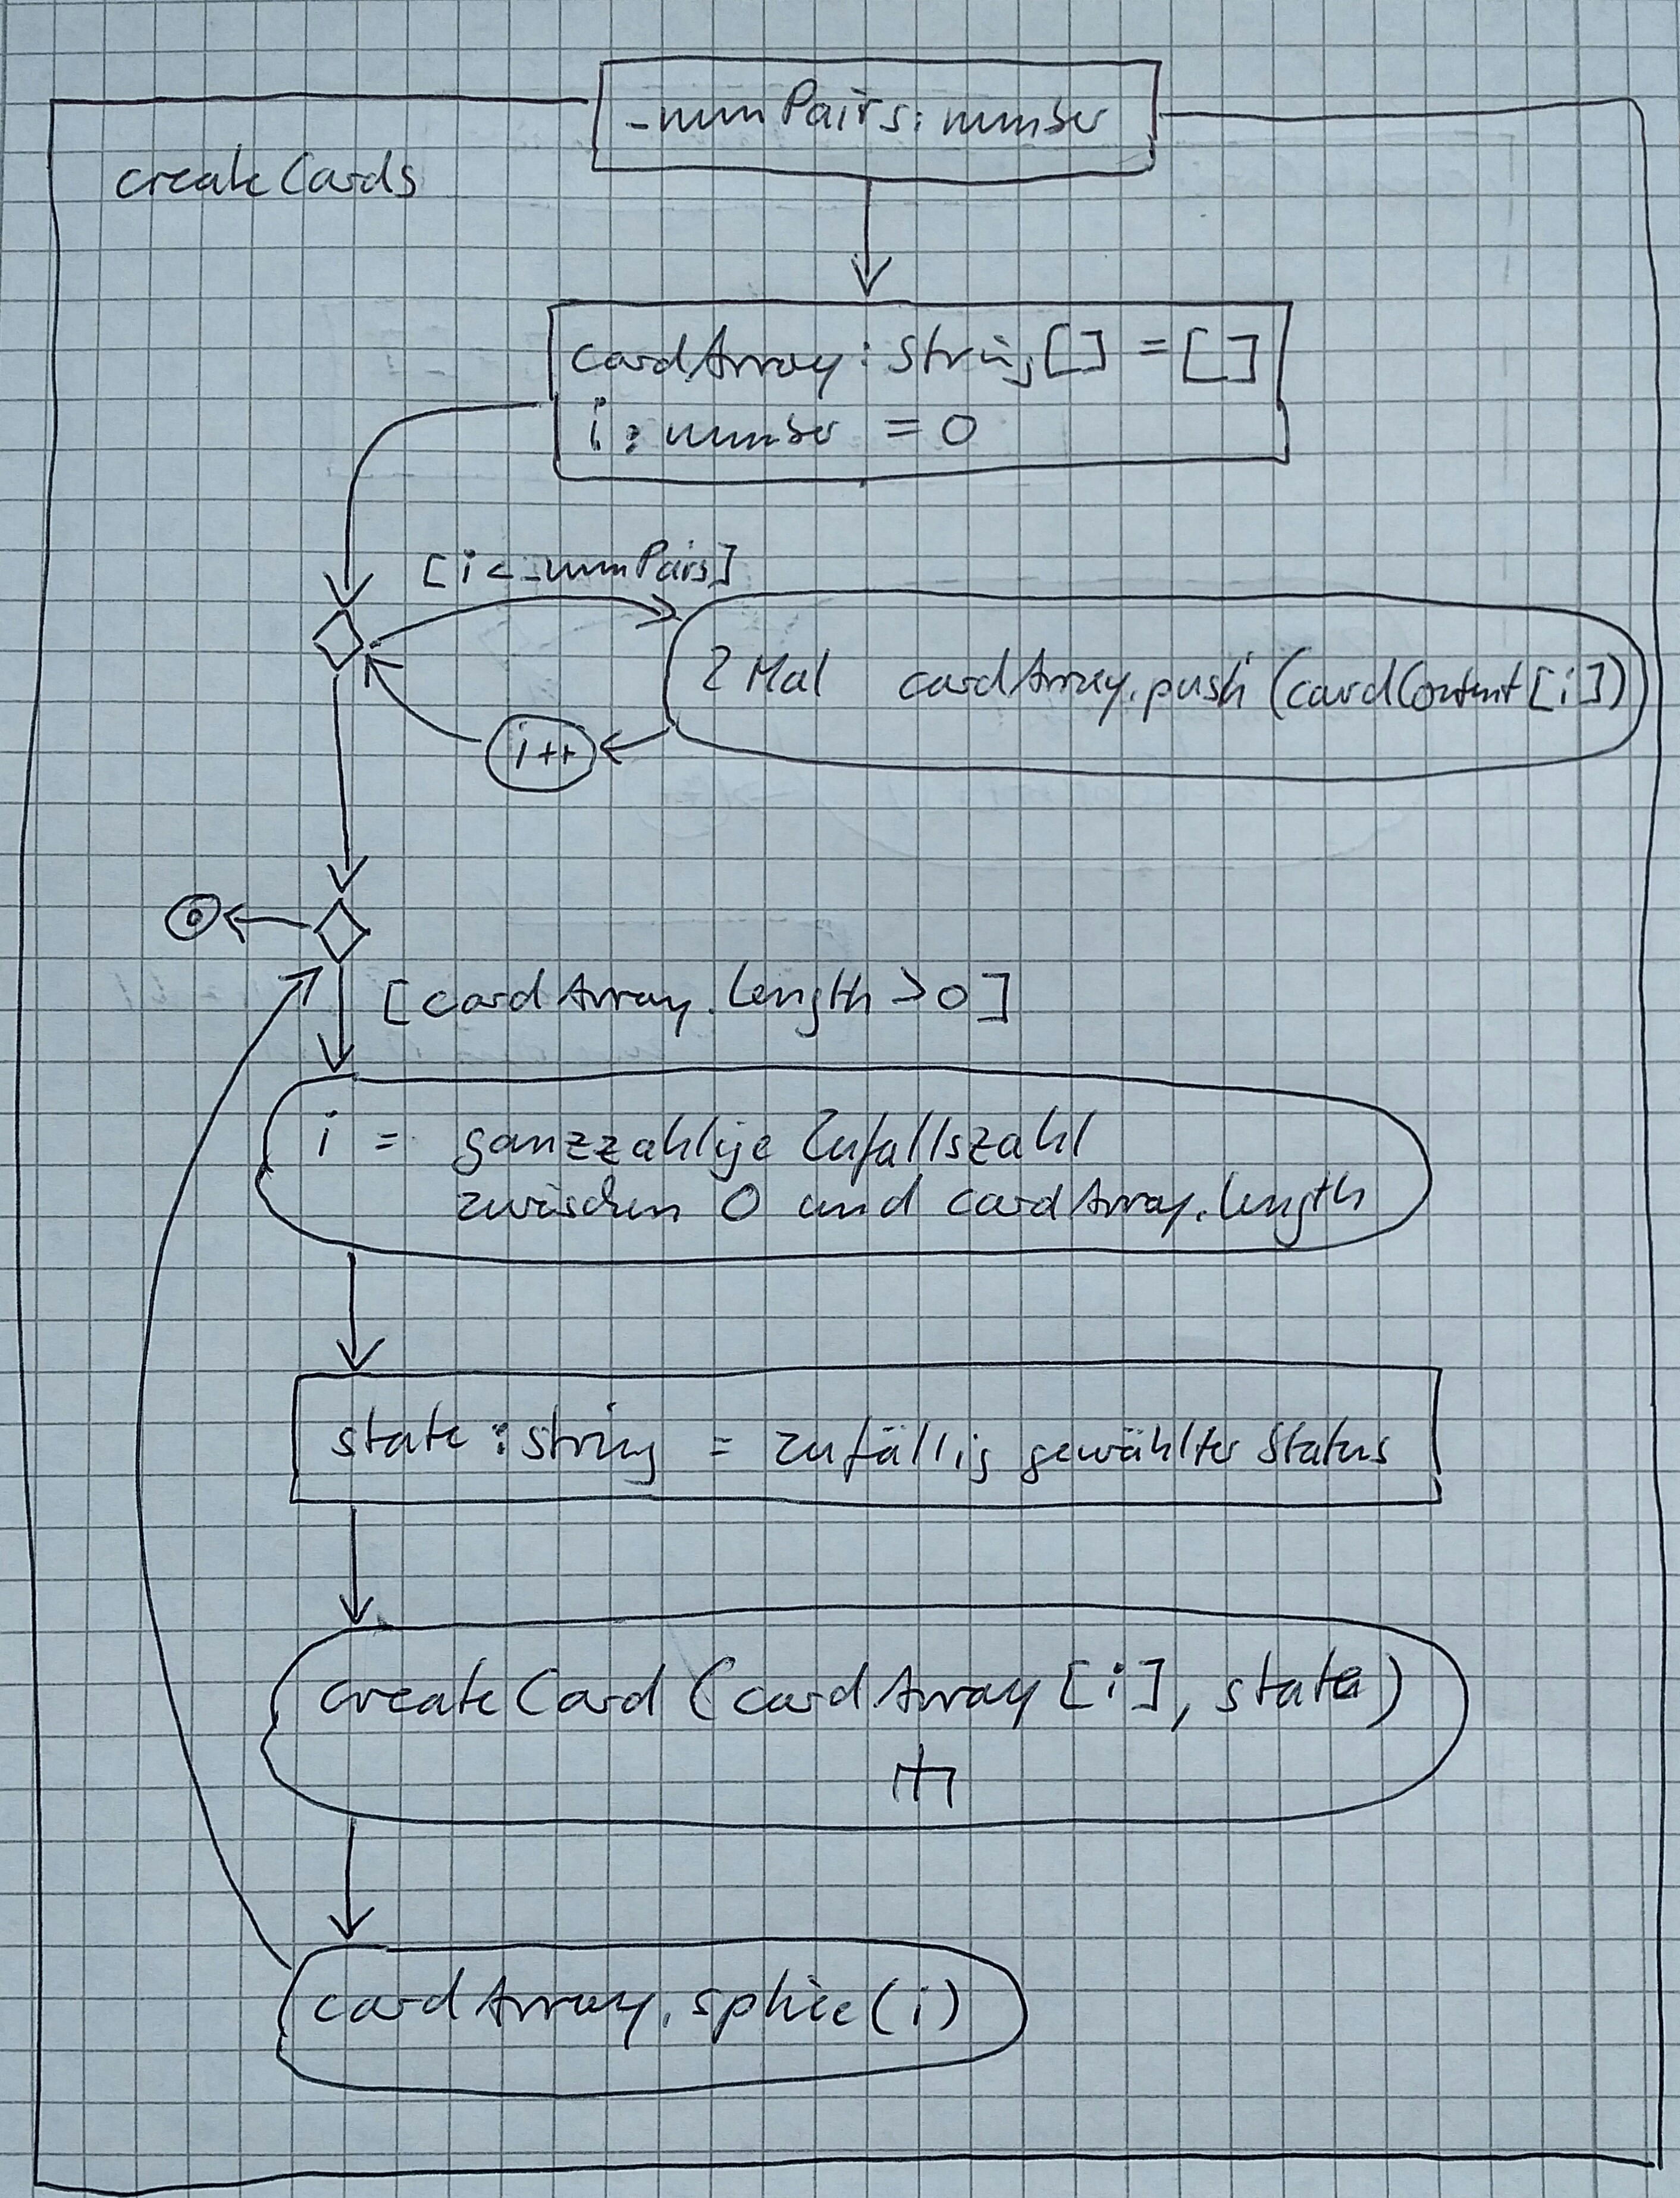 _numPairs: number
createCards
cardArray: string[] = []
i: number = 0
[i < _numPairs]
2 Mal cardArray.push(cardContent[i])
i++
[cardArray.length > 0]
i = ganzzahlige Zufallszahl
zwischen 0 und cardArray.length
state: string = zufällig gewählter Status
createCard(cardArray[i], state)
cardArray.splice(i)